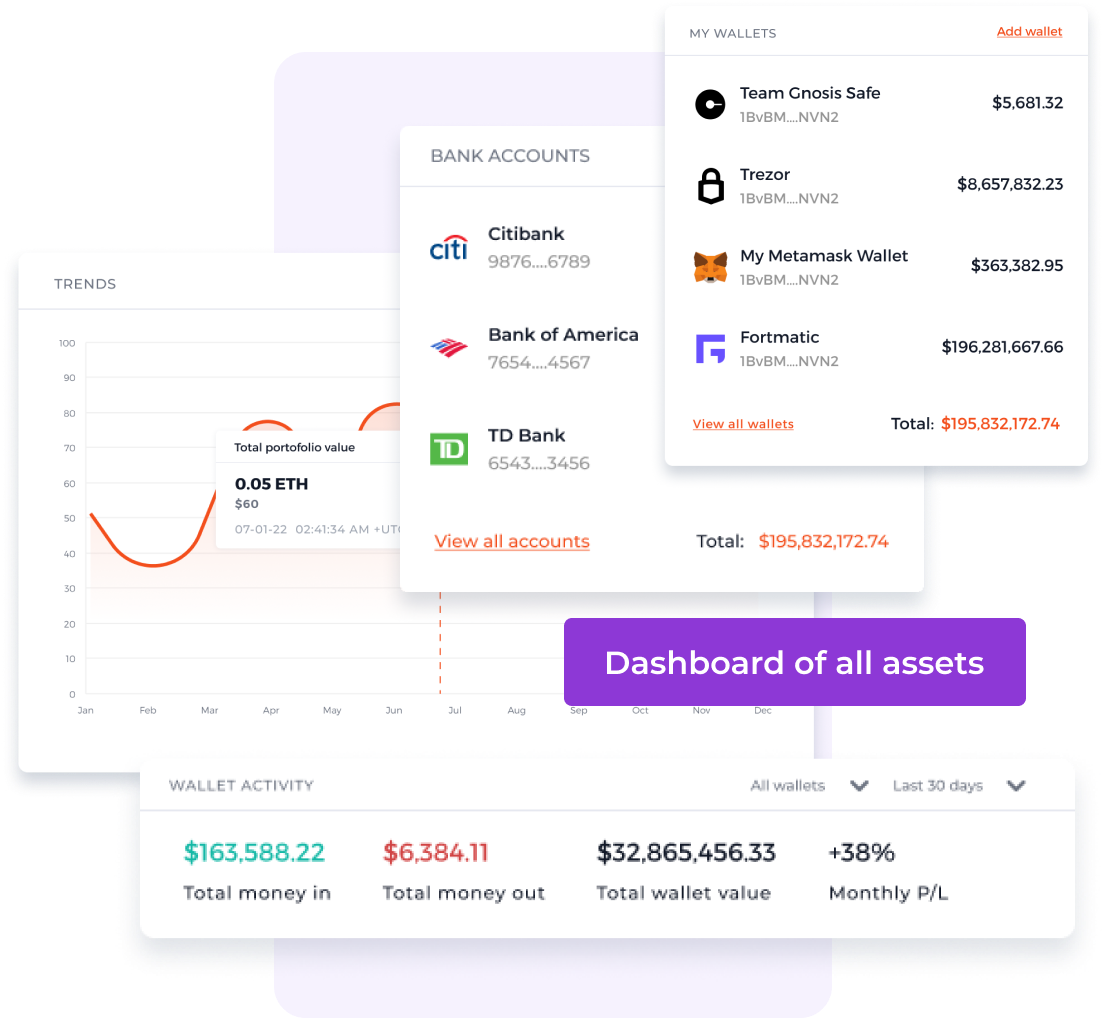 MY WALLETS
Add wallet
Team Gnosis Safe
1BvBM....NVN2
$5,681.32
Trezor
1BvBM....NVN2
$8,657,832.23
My Metamask Wallet
1BvBM....NVN2
$363,382.95
Fortmatic
1BvBM....NVN2
$196,281,667.66
View all wallets
Total: $195,832,172.74
BANK ACCOUNTS
citi
Citibank
9876....6789
Bank of America
7654....4567
TD
TD Bank
6543....3456
View all accounts
Total: $195,832,172.74
TRENDS
100
90
80
70
60
50
40
30
20
10
0
Jan Feb Mar Apr May Jun Jul Aug Sep Oct Nov Dec
Total portofolio value
0.05 ETH
$60
07-01-22 02:41:34 AM +UTC
Dashboard of all assets
WALLET ACTIVITY
All wallets
Last 30 days
$163,588.22
Total money in
$6,384.11
Total money out
$32,865,456.33
Total wallet value
+38%
Monthly P/L